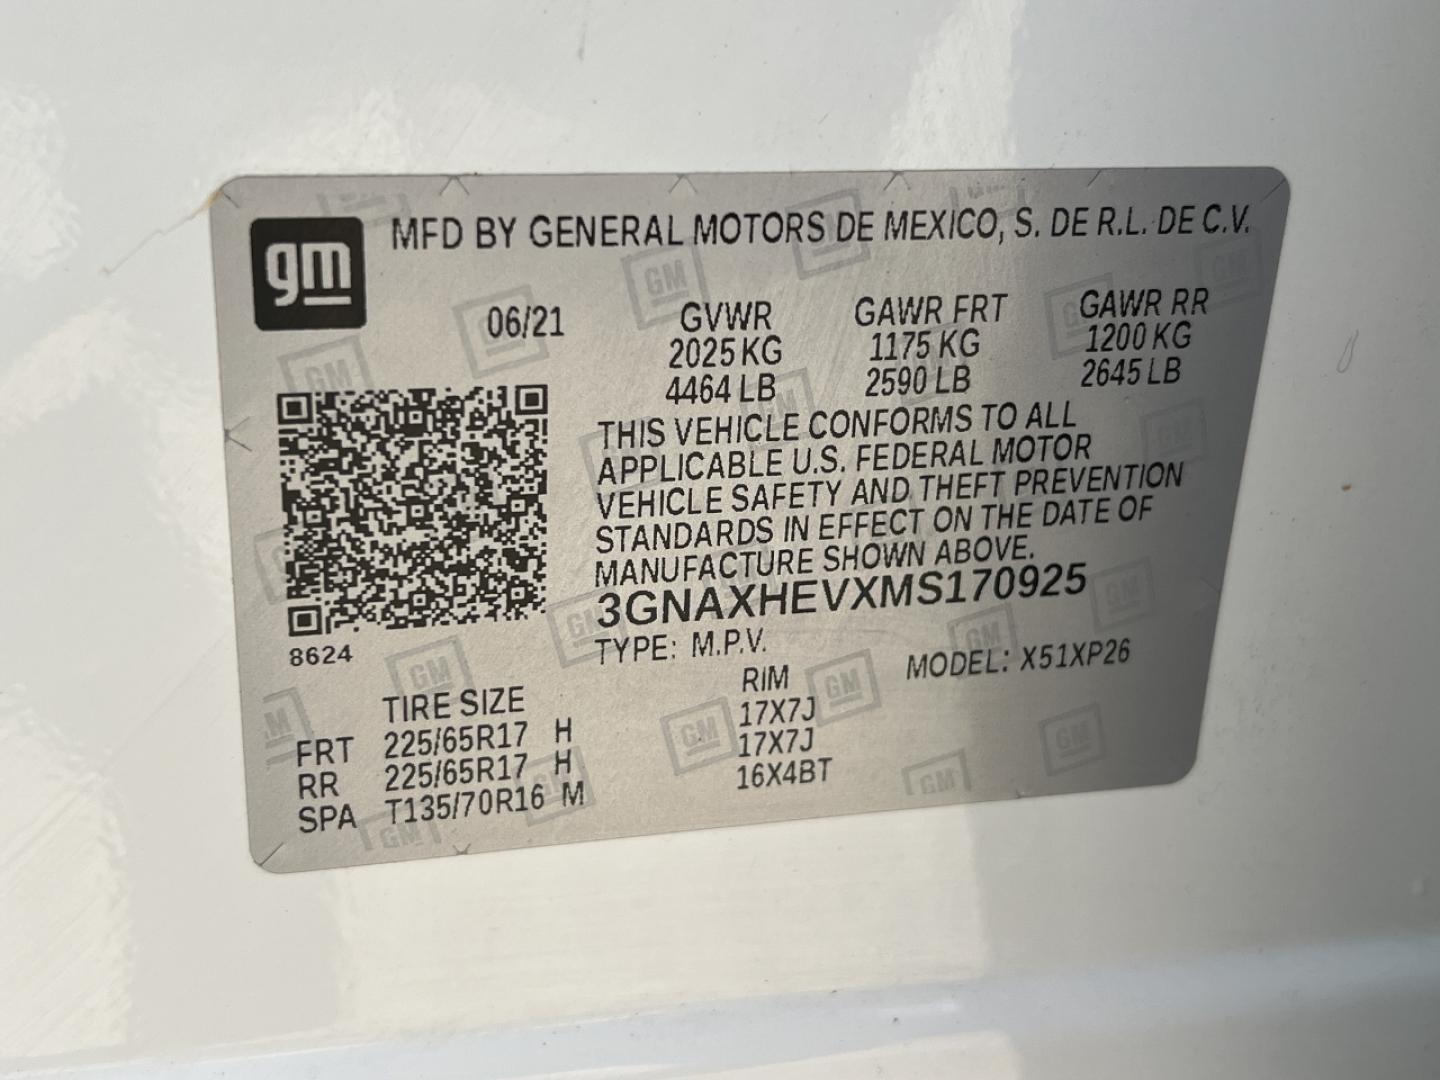 gm MFD BY GENERAL MOTORS DE MEXICO, S. DE R.L. DE C.V.
06/21 GVWR GAWR FRT GAWR RR
2025 KG 1175 KG 1200 KG
4464 LB 2590 LB 2645 LB
THIS VEHICLE CONFORMS TO ALL
APPLICABLE U.S. FEDERAL MOTOR
VEHICLE SAFETY AND THEFT PREVENTION
STANDARDS IN EFFECT ON THE DATE OF
MANUFACTURE SHOWN ABOVE.
3GNAXHEVXMS170925
8624 TYPE: M.P.V. MODEL: X51XP26
TIRE SIZE RIM
FRT 225/65R17 H 17X7J
RR 225/65R17 H 17X7J
SPA T135/70R16 M 16X4BT